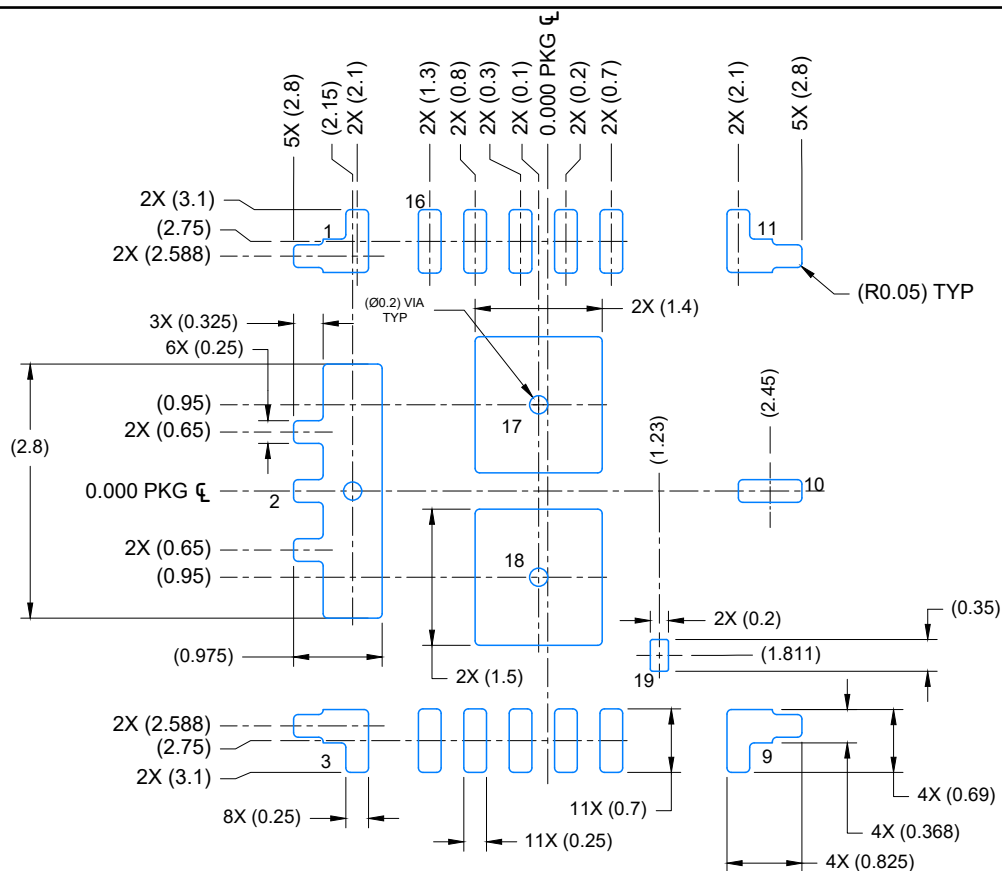 5X (2.8)
(2.15)
2X (2.1)
2X (1.3)
2X (0.8)
2X (0.3)
2X (0.1)
0.000 PKG ℄
2X (0.2)
2X (0.7)
2X (2.1)
5X (2.8)
2X (3.1)
(2.75)
2X (2.588)
1
16
11
(R0.05) TYP
(Ø0.2) VIA
TYP
2X (1.4)
3X (0.325)
6X (0.25)
(0.95)
2X (0.65)
(2.8)
17
(2.45)
(1.23)
0.000 PKG ℄
2
10
2X (0.65)
(0.95)
18
2X (0.2)
(0.35)
(0.975)
(1.811)
2X (1.5)
19
2X (2.588)
(2.75)
2X (3.1)
3
9
8X (0.25)
11X (0.25)
11X (0.7)
4X (0.69)
4X (0.368)
4X (0.825)